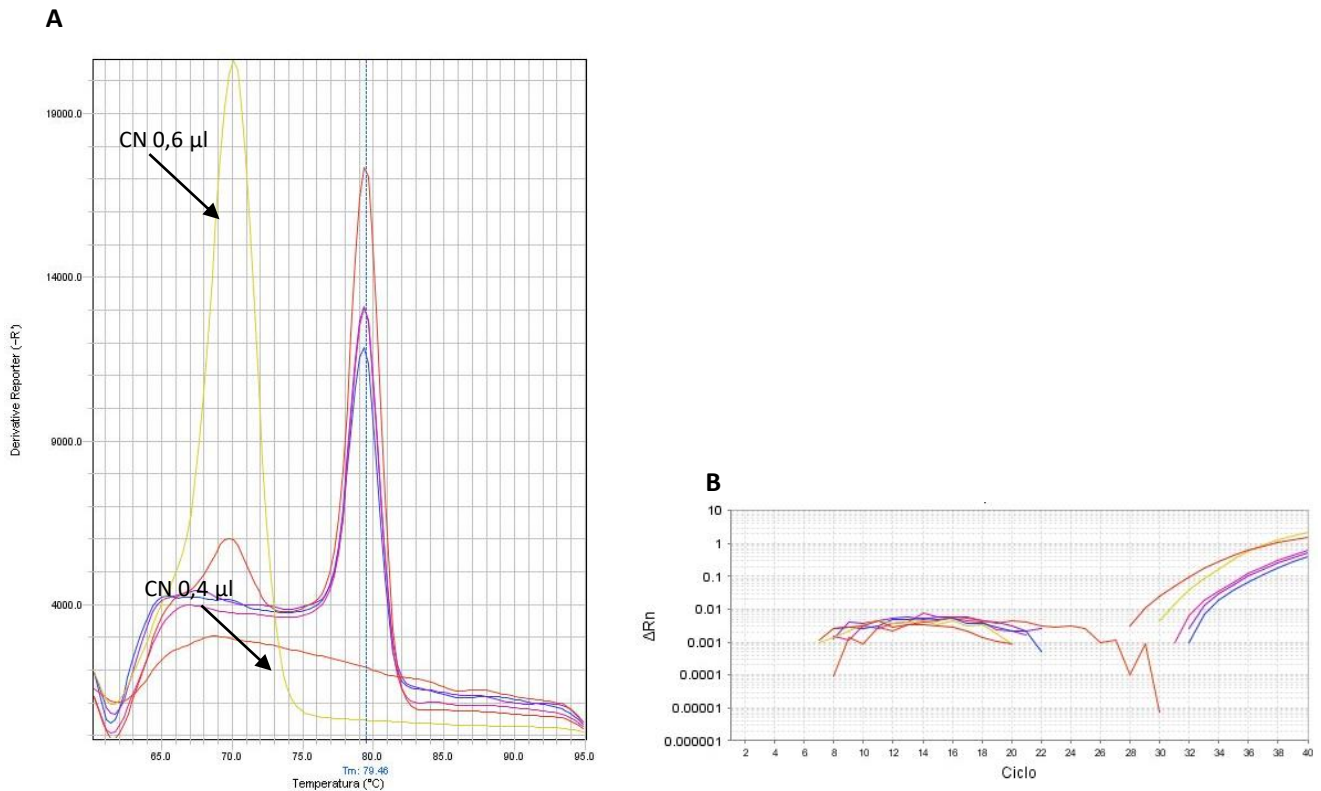 A
19000.0
CN 0,6 µl
14000.0
Derivative Reporter (-R')
9000.0
CN 0,4 µl
4000.0
65.0 70.0 75.0 80.0 85.0 90.0 95.0
Tm: 79.46
Temperatura (°C)
B
10
1
0.1
0.01
ΔRn
0.001
0.0001
0.00001
0.000001
2 4 6 8 10 12 14 16 18 20 22 24 26 28 30 32 34 36 38 40
Ciclo